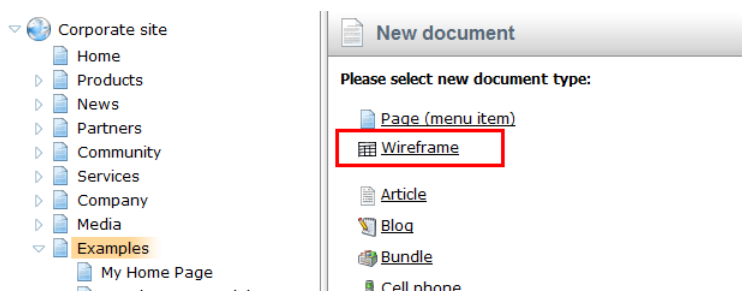 Corporate site
Home
Products
News
Partners
Community
Services
Company
Media
Examples
My Home Page
New document
Please select new document type:
Page (menu item)
Wireframe
Article
Blog
Bundle
Cell phone